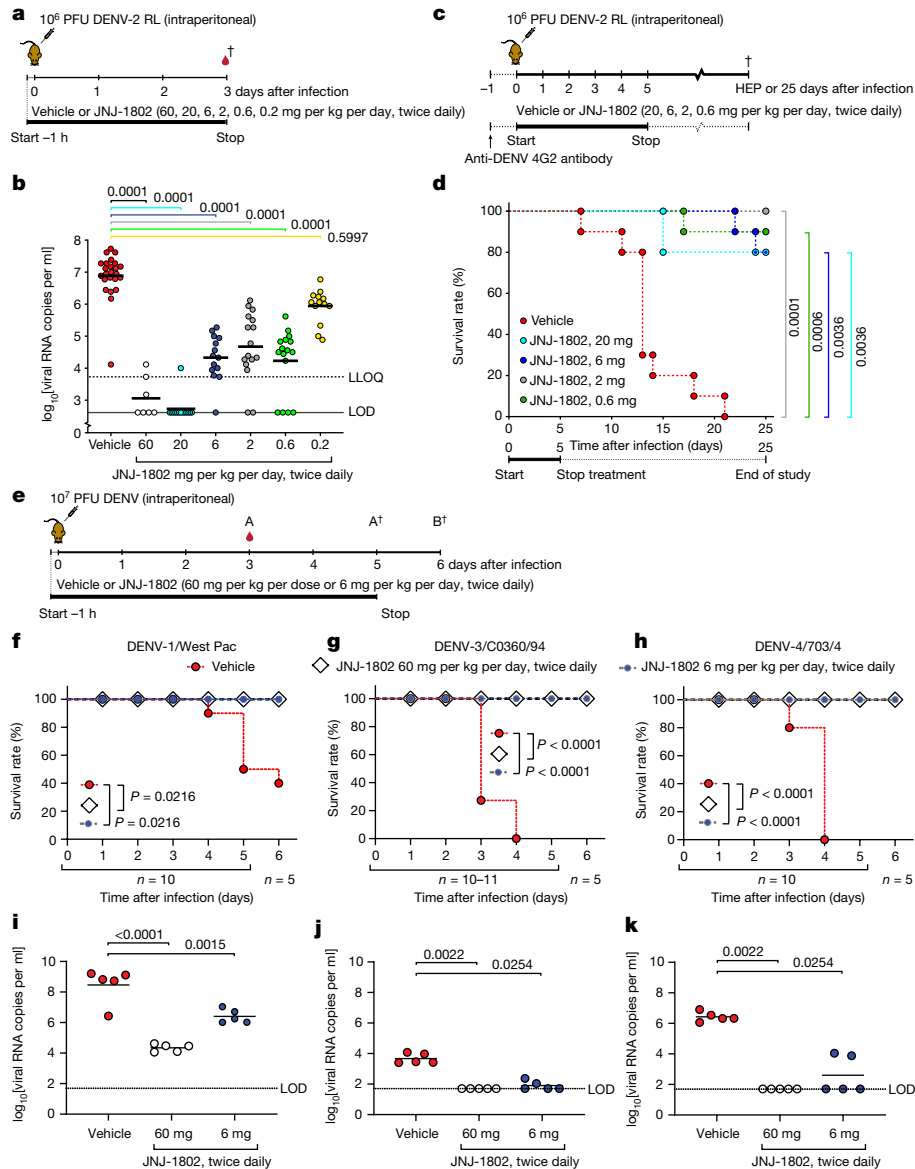 a
10⁶ PFU DENV-2 RL (intraperitoneal)
†
0 1 2 3 days after infection
Vehicle or JNJ-1802 (60, 20, 6, 2, 0.6, 0.2 mg per kg per day, twice daily)
Start –1 h Stop
c
10⁶ PFU DENV-2 RL (intraperitoneal)
†
–1 0 1 2 3 4 5 HEP or 25 days after infection
Vehicle or JNJ-1802 (20, 6, 2, 0.6 mg per kg per day, twice daily)
Start Stop
Anti-DENV 4G2 antibody
b
0.0001
0.0001
0.0001
0.0001
0.0001
0.5997
log₁₀[viral RNA copies per ml]
8
7
6
5
4
3
0
LLOQ
LOD
Vehicle 60 20 6 2 0.6 0.2
JNJ-1802 mg per kg per day, twice daily
d
Survival rate (%)
100
80
60
40
20
0
Vehicle
JNJ-1802, 20 mg
JNJ-1802, 6 mg
JNJ-1802, 2 mg
JNJ-1802, 0.6 mg
0.0001
0.0006
0.0036
0.0036
0 5 10 15 20 25
Time after infection (days)
0 5 25
Start Stop treatment End of study
e
10⁷ PFU DENV (intraperitoneal)
A A† B†
0 1 2 3 4 5 6 days after infection
Vehicle or JNJ-1802 (60 mg per kg per dose or 6 mg per kg per day, twice daily)
Start –1 h Stop
f DENV-1/West Pac
g DENV-3/C0360/94
h DENV-4/703/4
Vehicle
JNJ-1802 60 mg per kg per day, twice daily
JNJ-1802 6 mg per kg per day, twice daily
Survival rate (%)
100
80
60
40
20
0
P = 0.0216
P = 0.0216
0 1 2 3 4 5 6
n = 10 n = 5
Time after infection (days)
Survival rate (%)
100
80
60
40
20
0
P < 0.0001
P < 0.0001
0 1 2 3 4 5 6
n = 10–11 n = 5
Time after infection (days)
Survival rate (%)
100
80
60
40
20
0
P < 0.0001
P < 0.0001
0 1 2 3 4 5 6
n = 10 n = 5
Time after infection (days)
i
<0.0001
0.0015
log₁₀[viral RNA copies per ml]
10
8
6
4
2
0
LOD
Vehicle 60 mg 6 mg
JNJ-1802, twice daily
j
0.0022
0.0254
log₁₀[viral RNA copies per ml]
10
8
6
4
2
0
LOD
Vehicle 60 mg 6 mg
JNJ-1802, twice daily
k
0.0022
0.0254
log₁₀[viral RNA copies per ml]
10
8
6
4
2
0
LOD
Vehicle 60 mg 6 mg
JNJ-1802, twice daily